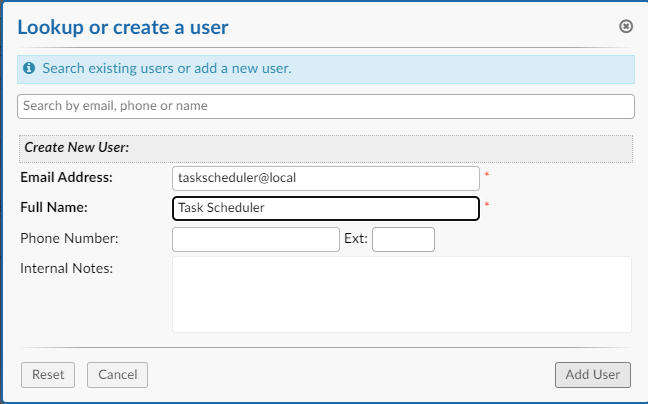 Lookup or create a user
Search existing users or add a new user.
Search by email, phone or name
Create New User:
Email Address: taskscheduler@local *
Full Name: Task Scheduler *
Phone Number: Ext:
Internal Notes:
Reset Cancel Add User